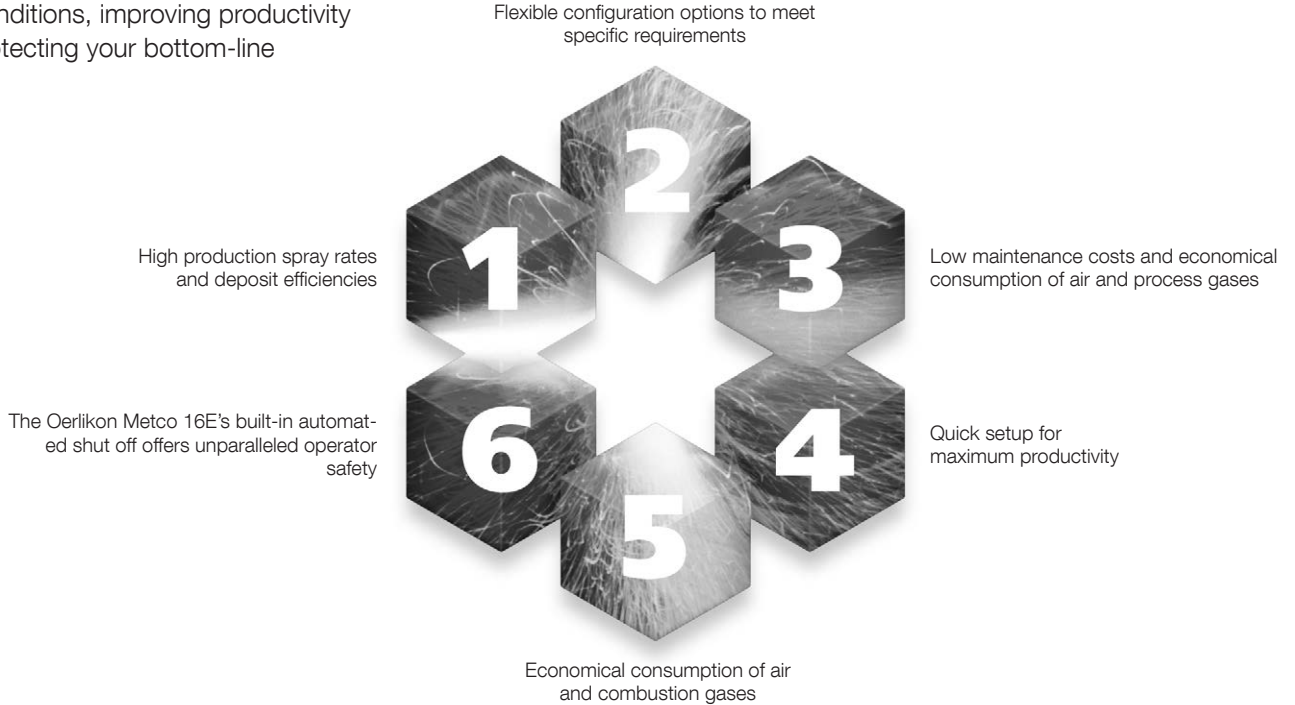 nditions, improving productivity
tecting your bottom-line
Flexible configuration options to meet
specific requirements
1
High production spray rates
and deposit efficiencies
2
3
Low maintenance costs and economical
consumption of air and process gases
6
The Oerlikon Metco 16E’s built-in automat-
ed shut off offers unparalleled operator
safety
4
Quick setup for
maximum productivity
5
Economical consumption of air
and combustion gases